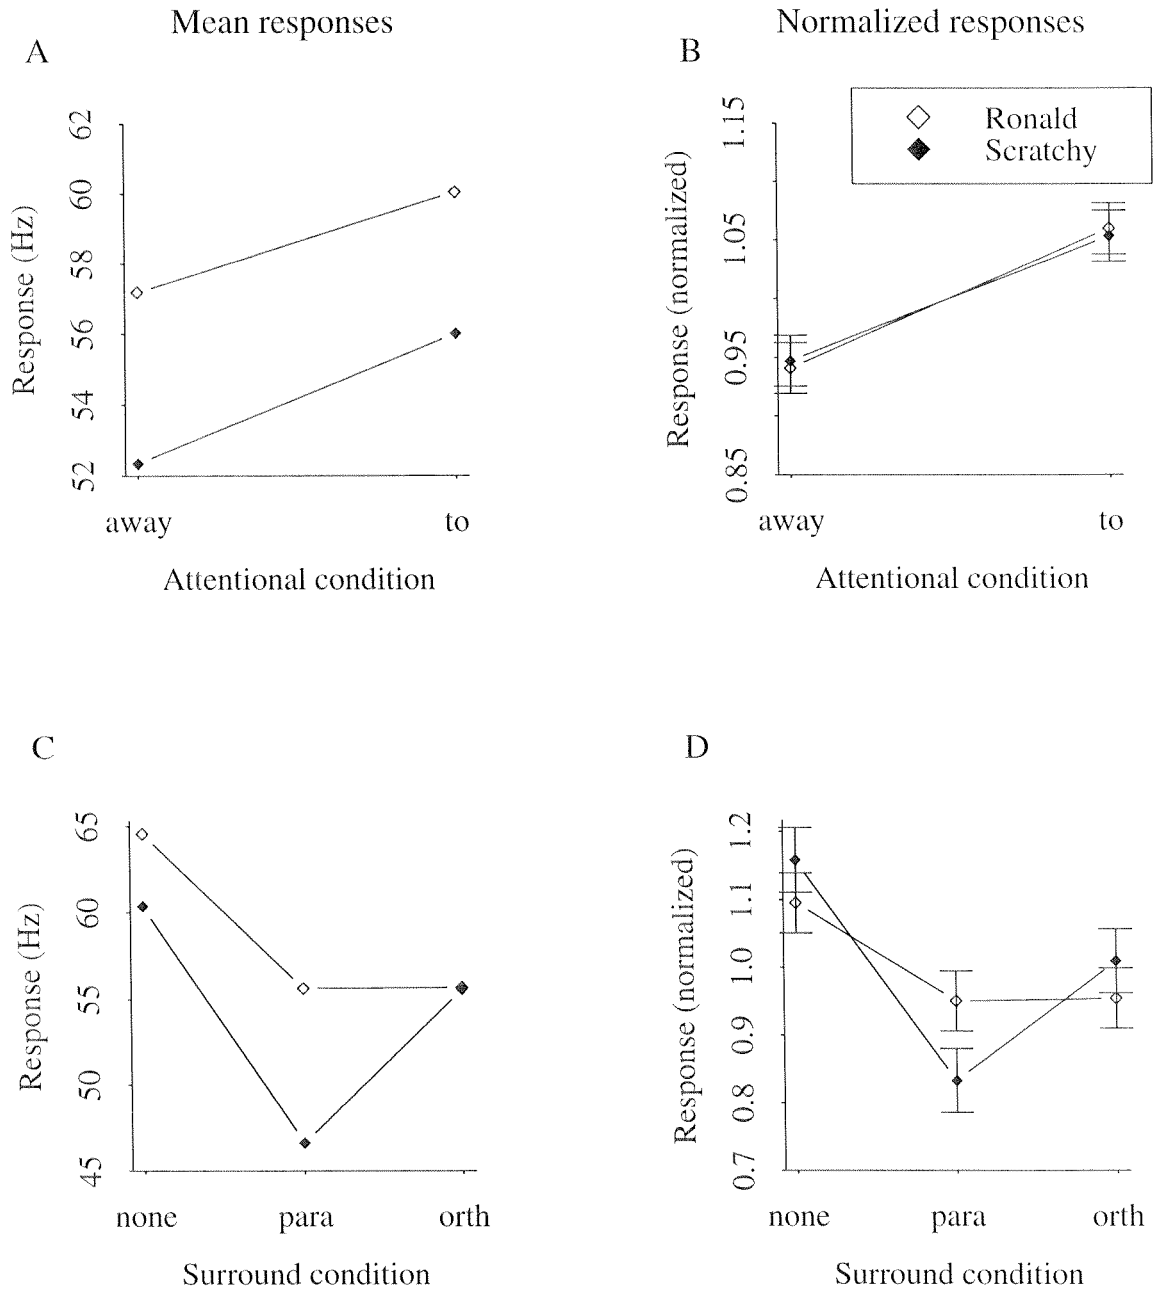 Mean responses
Normalized responses
A
B
Ronald
Scratchy
Response (Hz)
62
60
58
56
54
52
away
to
Attentional condition
Response (normalized)
1.15
1.05
0.95
0.85
away
to
Attentional condition
C
D
Response (Hz)
65
60
55
50
45
none
para
orth
Surround condition
Response (normalized)
1.2
1.1
1.0
0.9
0.8
0.7
none
para
orth
Surround condition